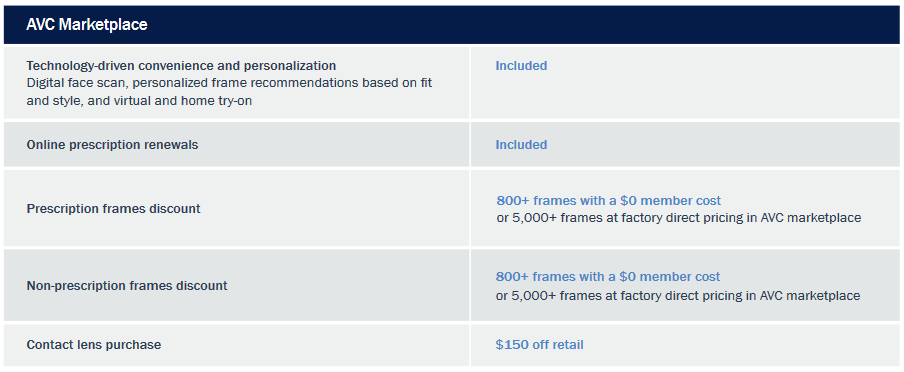 AVC Marketplace
Technology-driven convenience and personalization
Included
Digital face scan, personalized frame recommendations based on fit
and style, and virtual and home try-on
Online prescription renewals
Included
Prescription frames discount
800+ frames with a $0 member cost
or 5,000+ frames at factory direct pricing in AVC marketplace
Non-prescription frames discount
800+ frames with a $0 member cost
or 5,000+ frames at factory direct pricing in AVC marketplace
Contact lens purchase
$150 off retail